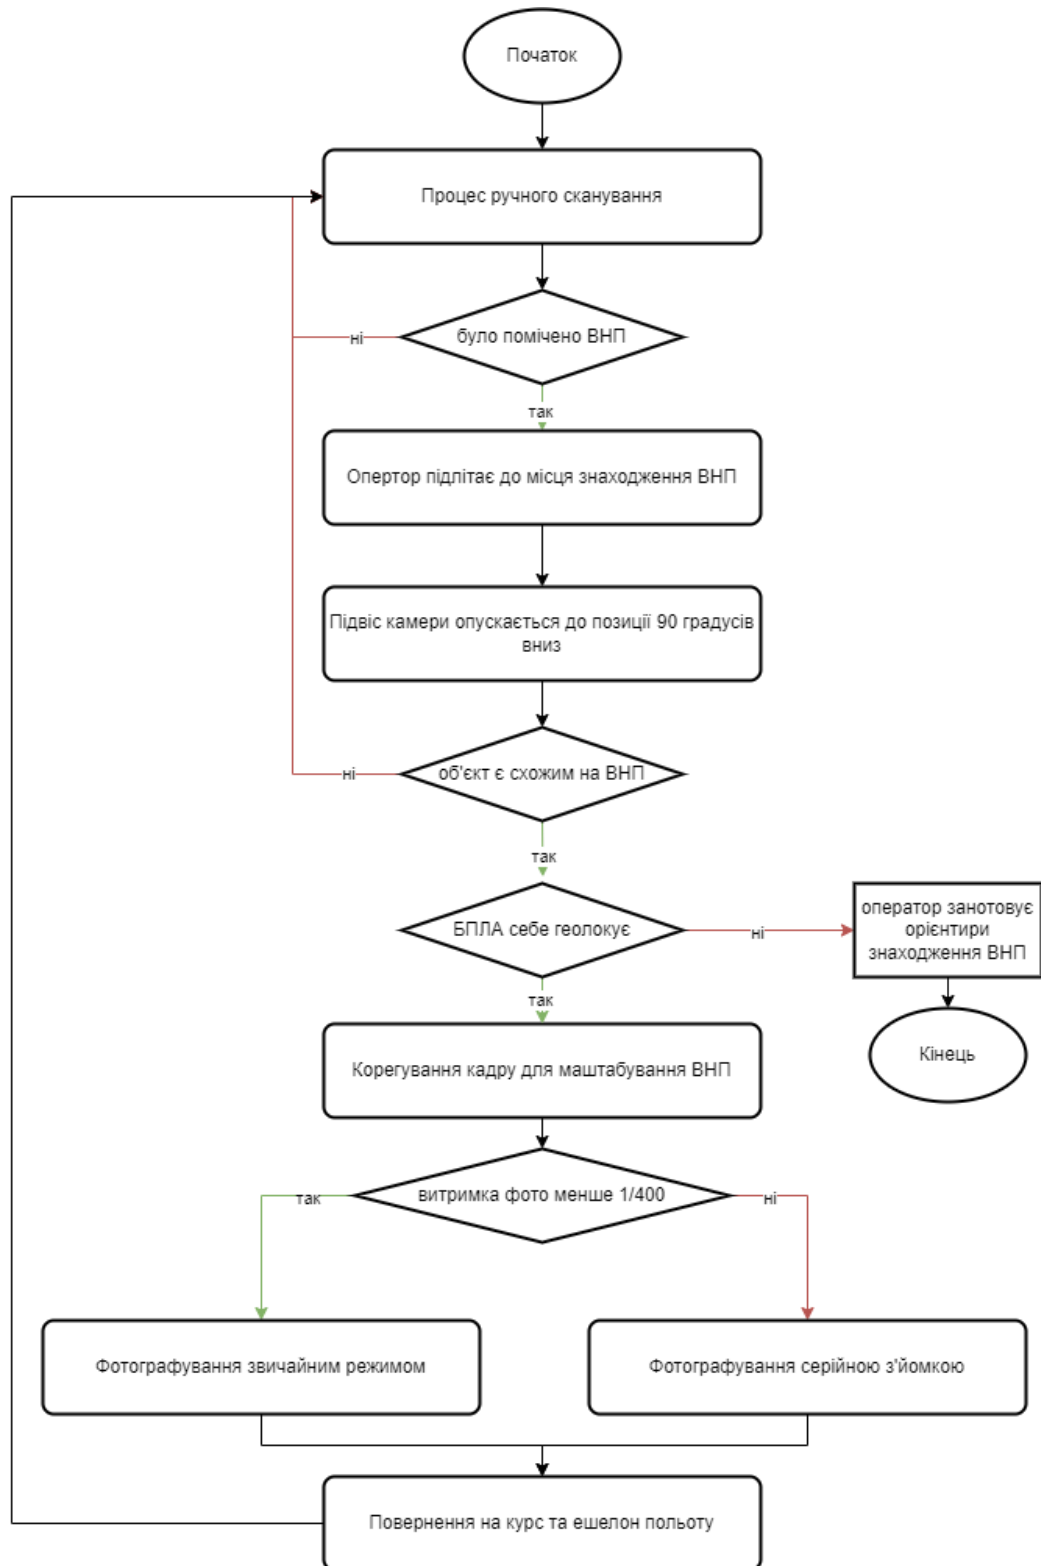 Початок
Процес ручного сканування
було помічено ВНП
ні
так
Опертор підлітає до місця знаходження ВНП
Підвіс камери опускається до позиції 90 градусів
вниз
об'єкт є схожим на ВНП
ні
так
БПЛА себе геолокує
ні
оператор занотовує
орієнтири
знаходження ВНП
так
Кінець
Корегування кадру для маштабування ВНП
витримка фото менше 1/400
так
ні
Фотографування звичайним режимом
Фотографування серійною з'йомкою
Повернення на курс та ешелон польоту